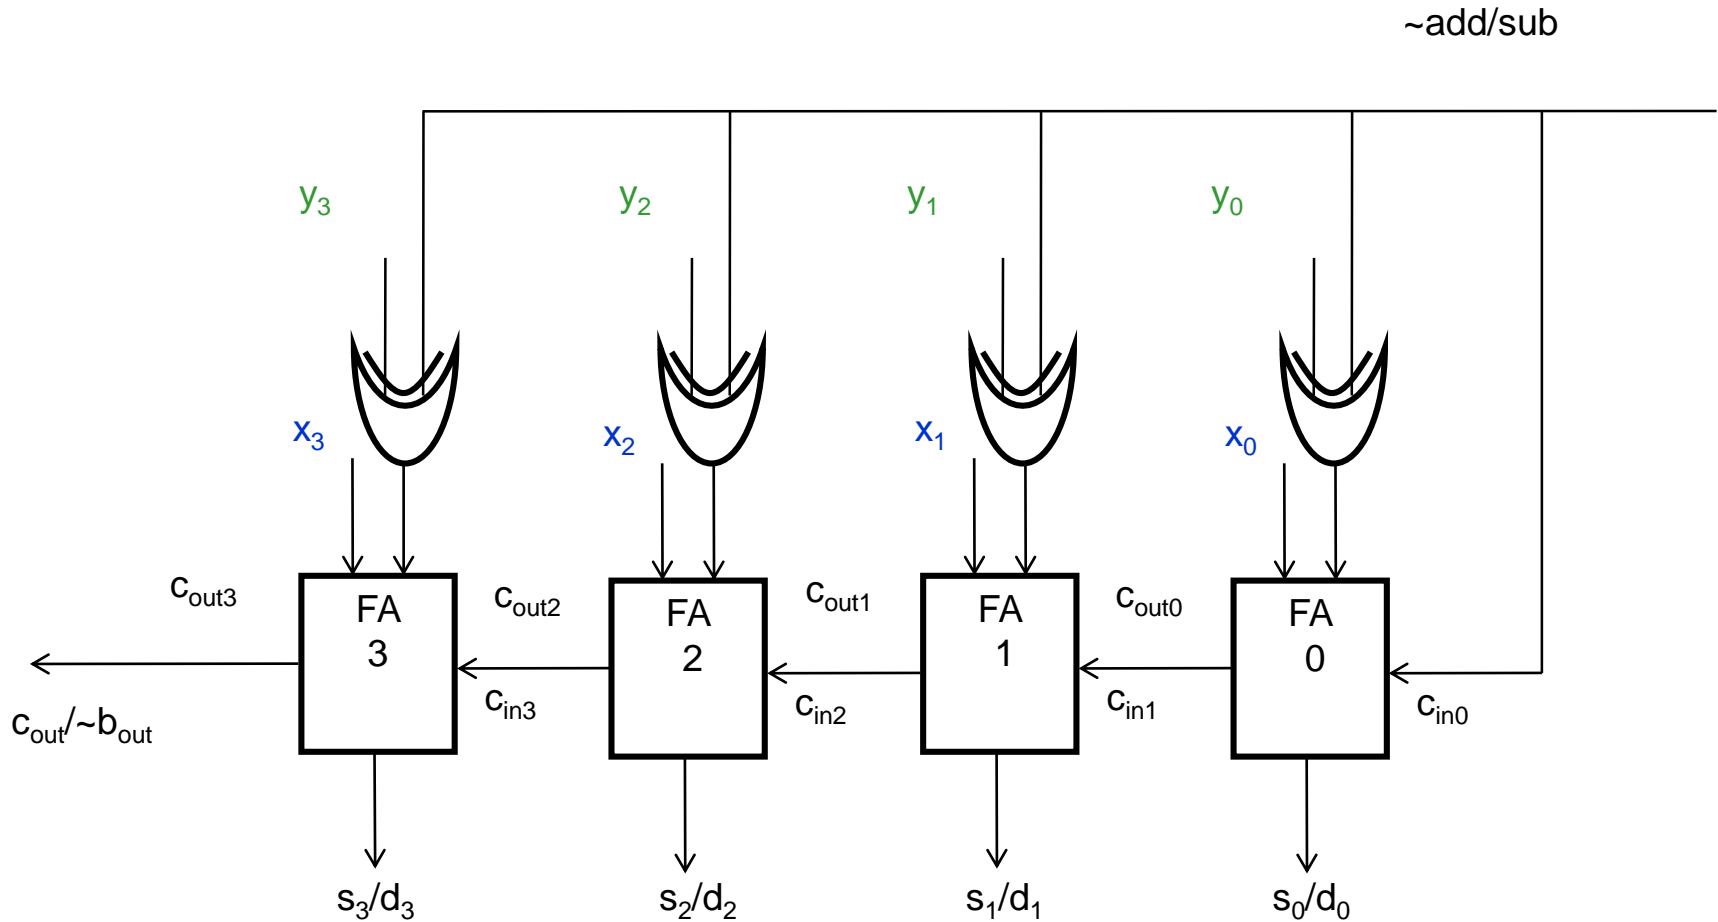 ~add/sub
y3 y2 y1 y0
x3 x2 x1 x0
cout3 FA 3 cout2 FA 2 cout1 FA 1 cout0 FA 0
cin3 cin2 cin1 cin0
cout/~bout
s3/d3 s2/d2 s1/d1 s0/d0